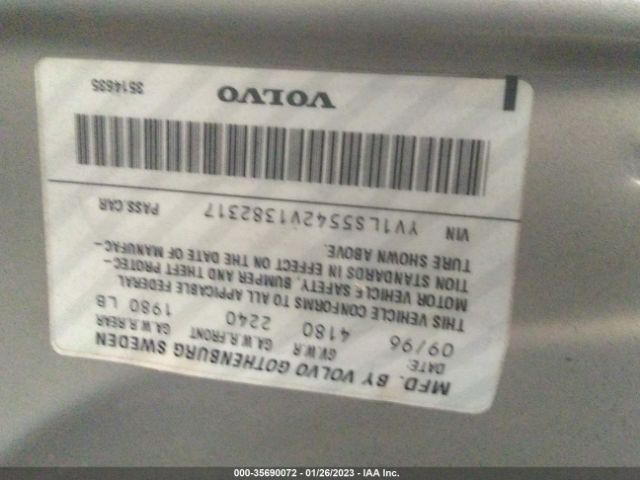 MFD. BY VOLVO GOTHENBURG SWEDEN
DATE: G.V.W.R G.A.W.R.FRONT G.A.W.R.REAR
09/96 4180 2240 1980 LB
THIS VEHICLE CONFORMS TO ALL APPLICABLE FEDERAL
MOTOR VEHICLE SAFETY, BUMPER AND THEFT PROTEC-
TION STANDARDS IN EFFECT ON THE DATE OF MANUFAC-
TURE SHOWN ABOVE.
VIN YV1LS5542V1382317 PASS.CAR
VOLVO 3514635
000-35690072 - 01/26/2023 - IAA Inc.